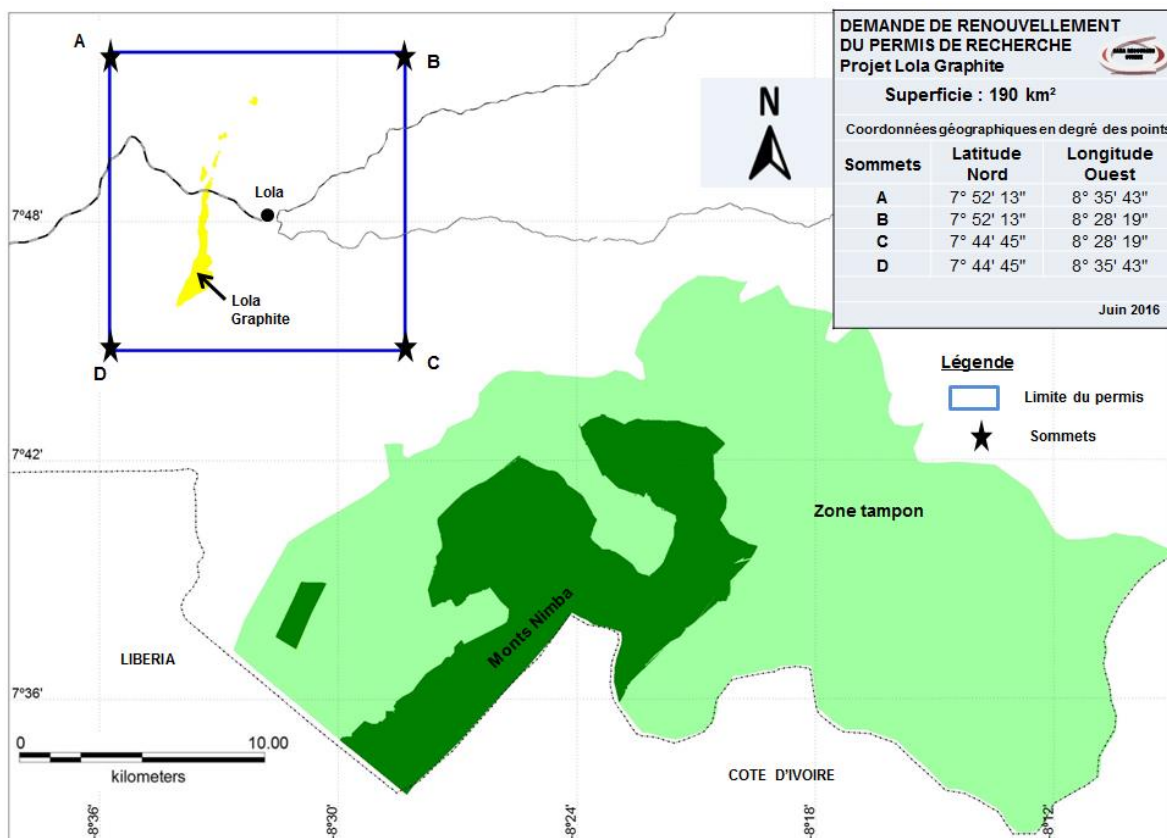 DEMANDE DE RENOUVELLEMENT
DU PERMIS DE RECHERCHE
Projet Lola Graphite
Superficie : 190 km²
Coordonnées géographiques en degré des points
Sommets Latitude Nord Longitude Ouest
A 7° 52' 13" 8° 35' 43"
B 7° 52' 13" 8° 28' 19"
C 7° 44' 45" 8° 28' 19"
D 7° 44' 45" 8° 35' 43"
Juin 2016
A
B
N
Lola
7°48'
Lola
Graphite
D
C
Légende
Limite du permis
Sommets
7°42'
Zone tampon
Monts Nimba
LIBERIA
7°36'
0 10.00
kilometers
COTE D'IVOIRE
-8°36'
-8°30'
-8°24'
-8°18'
-8°12'